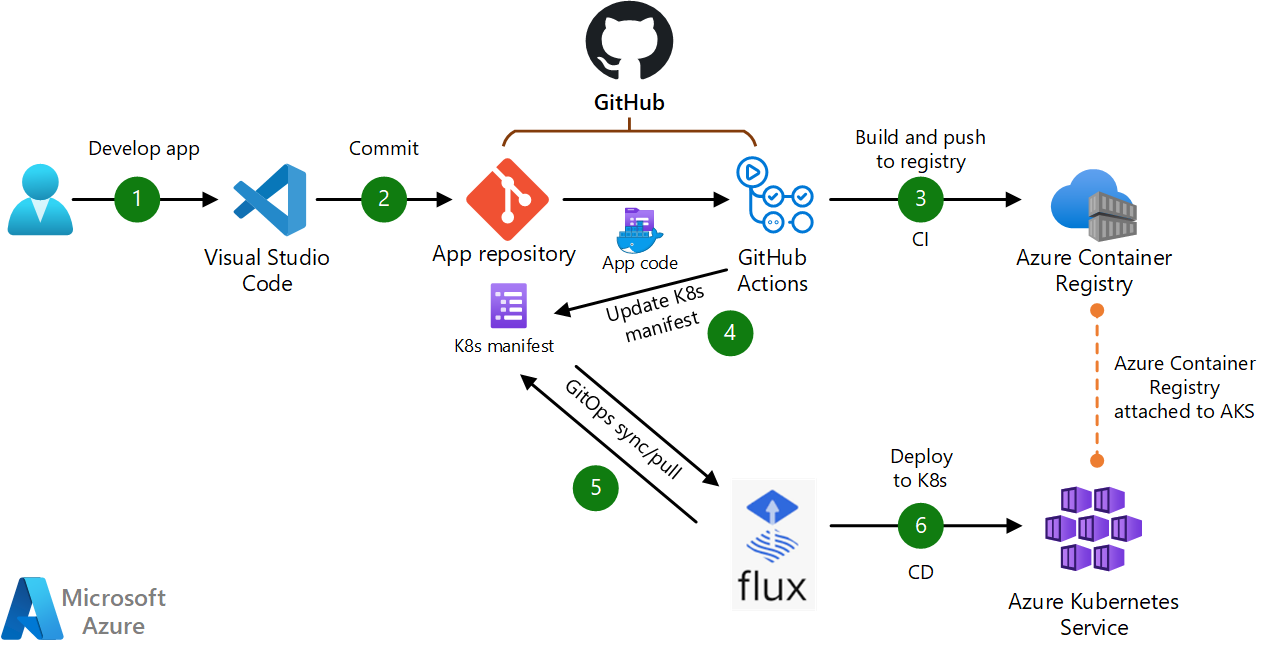 GitHub
Develop app
1
Commit
2
Build and push
to registry
3
CI
Visual Studio
Code
App repository
App code
GitHub
Actions
Azure Container
Registry
K8s manifest
Update K8s
manifest
4
GitOps sync/pull
5
Azure Container
Registry
attached to AKS
flux
Deploy
to K8s
6
CD
Azure Kubernetes
Service
Microsoft
Azure